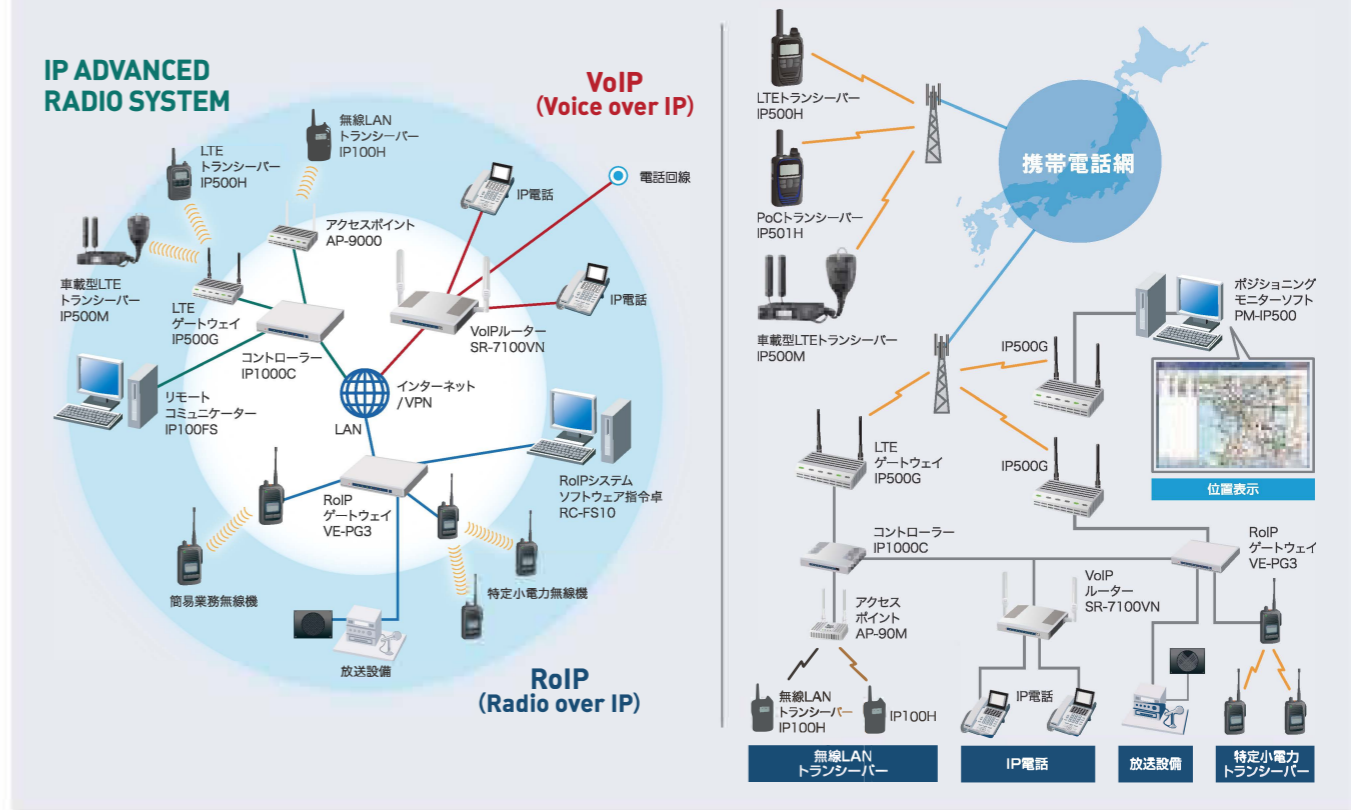 IP ADVANCED
RADIO SYSTEM
VoIP
(Voice over IP)
無線LAN
トランシーバー
IP100H
LTE
トランシーバー
IP500H
IP電話
電話回線
アクセスポイント
AP-9000
車載型LTE
トランシーバー
IP500M
LTE
ゲートウェイ
IP500G
IP電話
VoIPルーター
SR-7100VN
コントローラー
IP1000C
インターネット
/VPN
LAN
リモート
コミュニケーター
IP100FS
RoIP
ゲートウェイ
VE-PG3
RoIPシステム
ソフトウェア指令卓
RC-FS10
簡易業務無線機
特定小電力無線機
放送設備
RoIP
(Radio over IP)
LTEトランシーバー
IP500H
携帯電話網
PoCトランシーバー
IP501H
車載型LTEトランシーバー
IP500M
ポジショニング
モニターソフト
PM-IP500
IP500G
位置表示
LTE
ゲートウェイ
IP500G
IP500G
コントローラー
IP1000C
RoIP
ゲートウェイ
VE-PG3
VoIP
ルーター
SR-7100VN
アクセス
ポイント
AP-90M
無線LAN
トランシーバー
IP100H
IP100H
IP電話
無線LAN
トランシーバー
IP電話
放送設備
特定小電力
トランシーバー